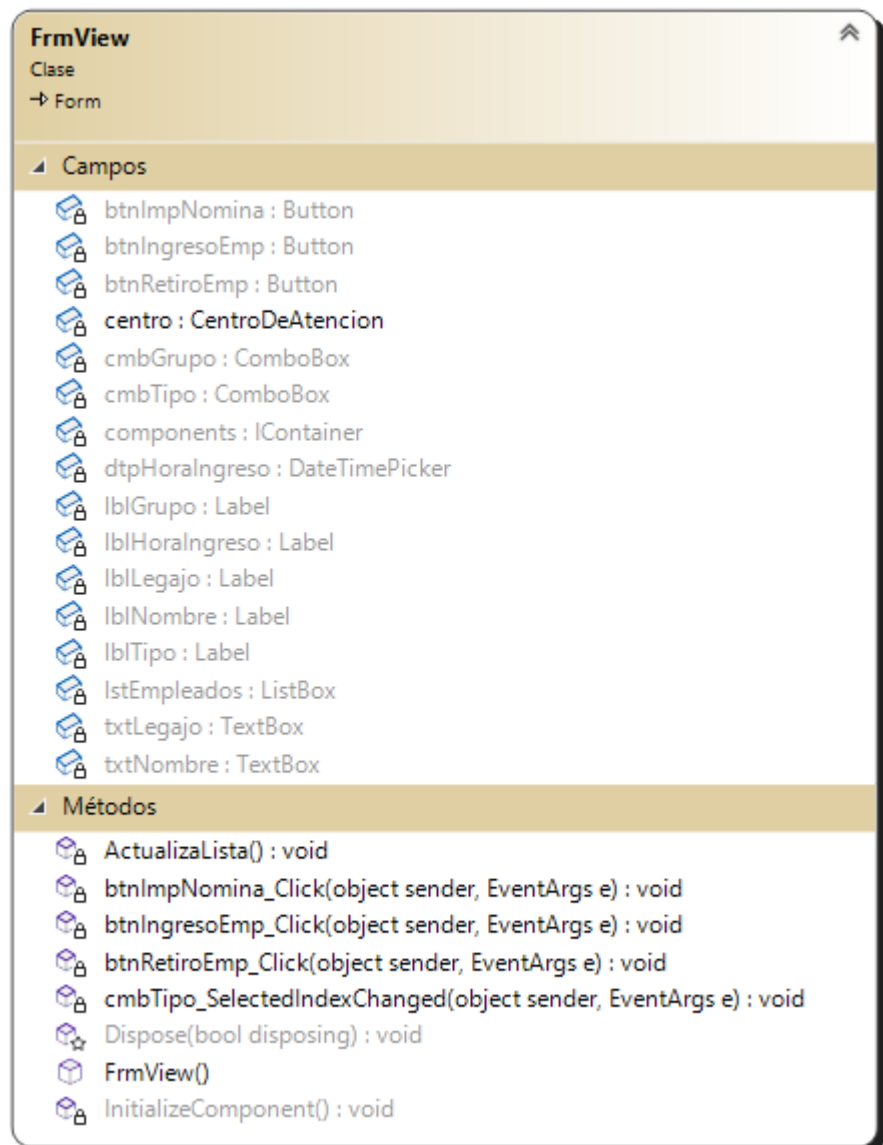 FrmView
Clase
Form
Campos
btnImpNomina : Button
btnIngresoEmp : Button
btnRetiroEmp : Button
centro : CentroDeAtencion
cmbGrupo : ComboBox
cmbTipo : ComboBox
components : IContainer
dtpHoraIngreso : DateTimePicker
lblGrupo : Label
lblHoraIngreso : Label
lblLegajo : Label
lblNombre : Label
lblTipo : Label
lstEmpleados : ListBox
txtLegajo : TextBox
txtNombre : TextBox
Métodos
ActualizaLista() : void
btnImpNomina_Click(object sender, EventArgs e) : void
btnIngresoEmp_Click(object sender, EventArgs e) : void
btnRetiroEmp_Click(object sender, EventArgs e) : void
cmbTipo_SelectedIndexChanged(object sender, EventArgs e) : void
Dispose(bool disposing) : void
FrmView()
InitializeComponent() : void